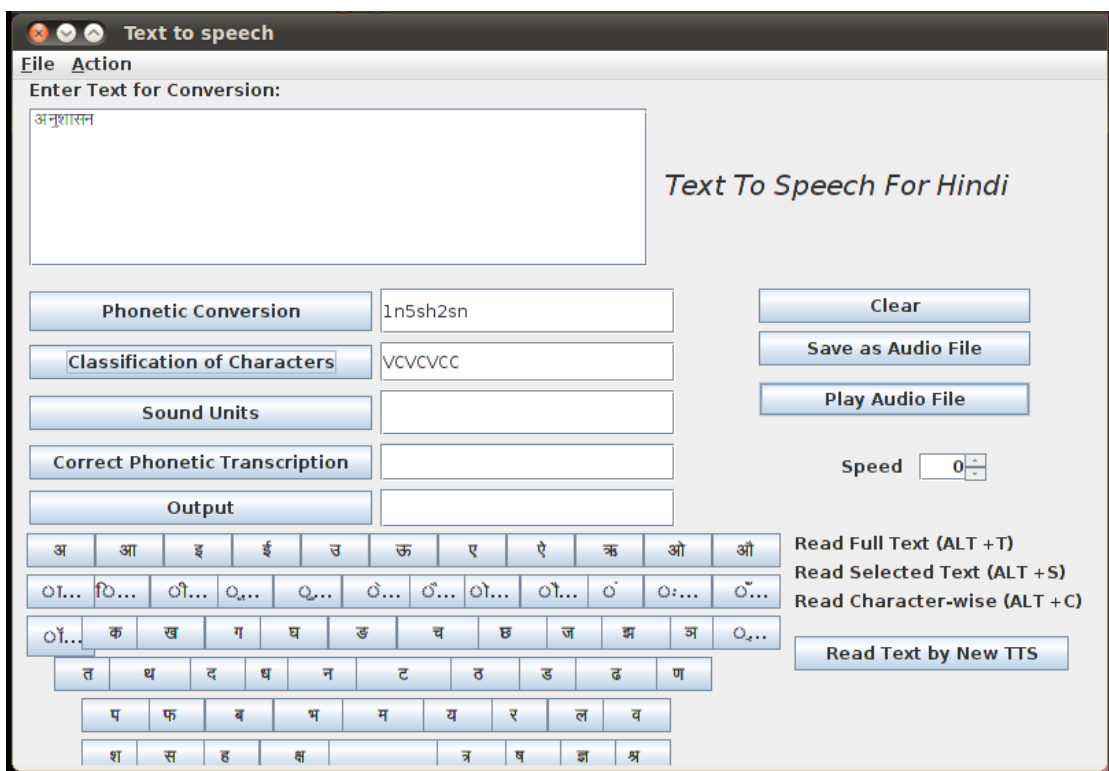 Text to speech
File Action
Enter Text for Conversion:
अनुशासन
Text To Speech For Hindi
Phonetic Conversion 1n5sh2sn Clear
Classification of Characters VCVCVCC Save as Audio File
Sound Units Play Audio File
Correct Phonetic Transcription Speed 0
Output
अ आ इ ई उ ऊ ए ऐ ऋ ओ औ Read Full Text (ALT +T)
Read Selected Text (ALT +S)
ा... ि... ी... ु... ू... े... ै... ो... ौ... ं ः... ँ... Read Character-wise (ALT +C)
ॉ... क ख ग घ ङ च छ ज झ ञ
Read Text by New TTS
त थ द ध न ट ठ ड ढ ण
प फ ब भ म य र ल व
श स ह क्ष त्र ष ज्ञ श्र